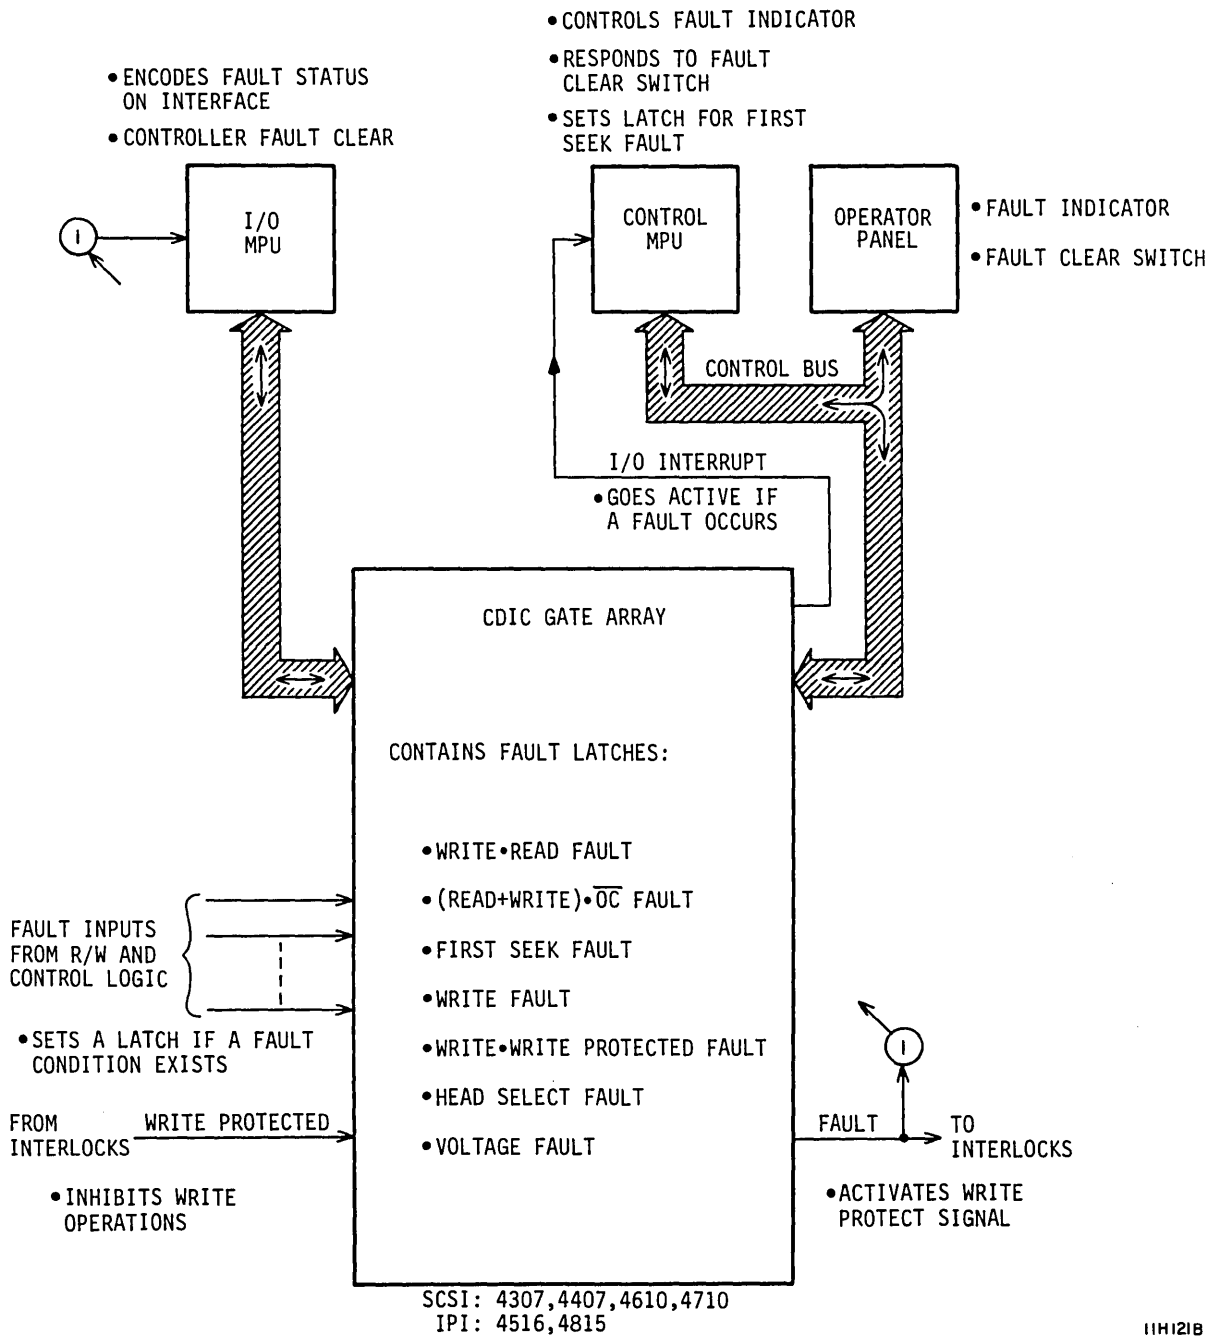 • CONTROLS FAULT INDICATOR
• RESPONDS TO FAULT
CLEAR SWITCH
• SETS LATCH FOR FIRST
SEEK FAULT
• ENCODES FAULT STATUS
ON INTERFACE
• CONTROLLER FAULT CLEAR
I
I/O
MPU
CONTROL
MPU
OPERATOR
PANEL
• FAULT INDICATOR
• FAULT CLEAR SWITCH
CONTROL BUS
I/O INTERRUPT
• GOES ACTIVE IF
A FAULT OCCURS
CDIC GATE ARRAY
CONTAINS FAULT LATCHES:
• WRITE•READ FAULT
• (READ+WRITE)•O̅C̅ FAULT
• FIRST SEEK FAULT
• WRITE FAULT
• WRITE•WRITE PROTECTED FAULT
• HEAD SELECT FAULT
• VOLTAGE FAULT
FAULT INPUTS
FROM R/W AND
CONTROL LOGIC
• SETS A LATCH IF A FAULT
CONDITION EXISTS
FROM
INTERLOCKS
WRITE PROTECTED
• INHIBITS WRITE
OPERATIONS
I
FAULT
TO
INTERLOCKS
• ACTIVATES WRITE
PROTECT SIGNAL
SCSI: 4307,4407,4610,4710
IPI: 4516,4815
11H121B